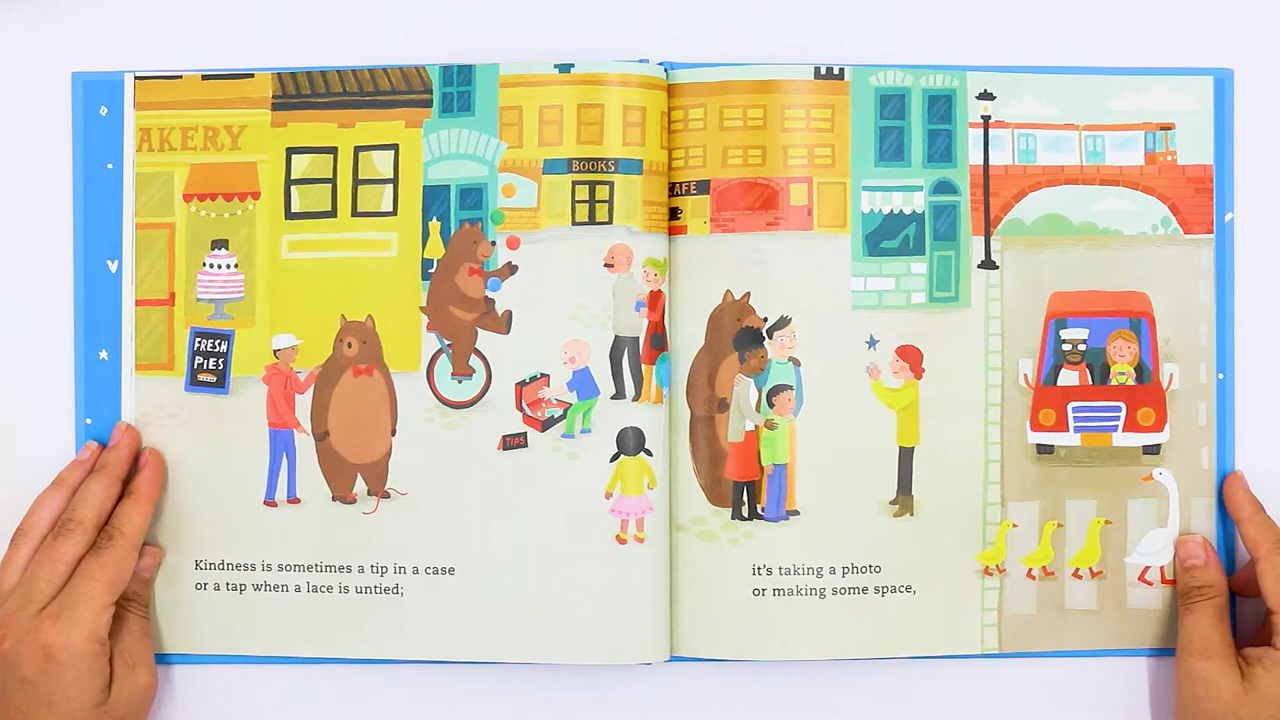 AKERY
BOOKS
CAFE
FRESH
PIES
TIPS
Kindness is sometimes a tip in a case
or a tap when a lace is untied;
it's taking a photo
or making some space,